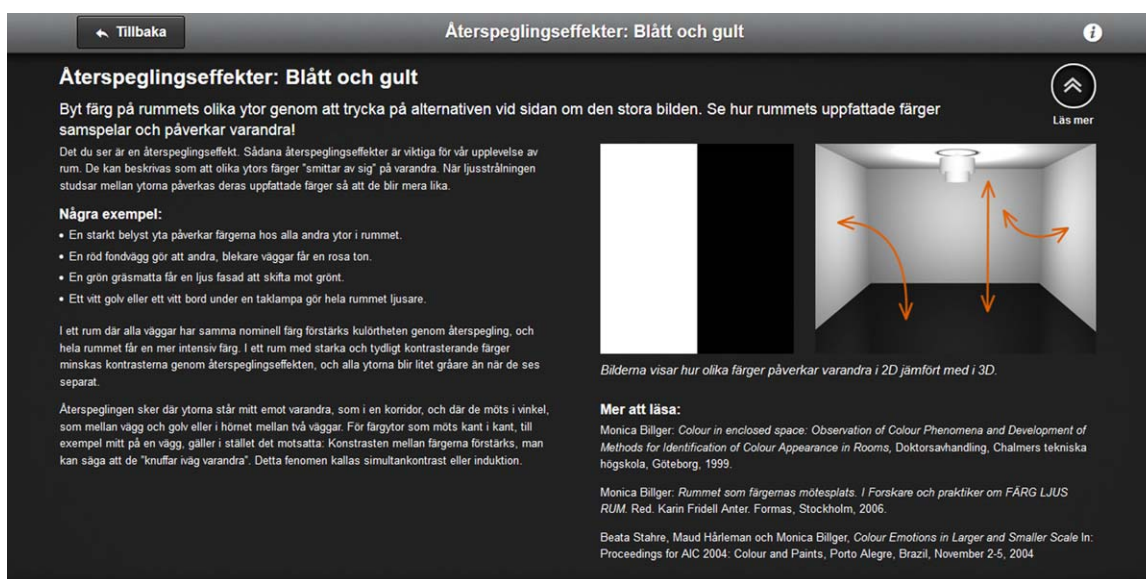 Tillbaka
Återspeglingseffekter: Blått och gult
i
Återspeglingseffekter: Blått och gult
Byt färg på rummets olika ytor genom att trycka på alternativen vid sidan om den stora bilden. Se hur rummets uppfattade färger
samspelar och påverkar varandra!
Läs mer
Det du ser är en återspeglingseffekt. Sådana återspeglingseffekter är viktiga för vår upplevelse av
rum. De kan beskrivas som att olika ytors färger "smittar av sig" på varandra. När ljusstrålningen
studsar mellan ytorna påverkas deras uppfattade färger så att de blir mera lika.
Några exempel:
• En starkt belyst yta påverkar färgerna hos alla andra ytor i rummet.
• En röd fondvägg gör att andra, blekare väggar får en rosa ton.
• En grön gräsmatta får en ljus fasad att skifta mot grönt.
• Ett vitt golv eller ett vitt bord under en taklampa gör hela rummet ljusare.
I ett rum där alla väggar har samma nominell färg förstärks kulörtheten genom återspegling, och
hela rummet får en mer intensiv färg. I ett rum med starka och tydligt kontrasterande färger
minskas kontrasterna genom återspeglingseffekten, och alla ytorna blir litet gråare än när de ses
separat.
Återspeglingen sker där ytorna står mitt emot varandra, som i en korridor, och där de möts i vinkel,
som mellan vägg och golv eller i hörnet mellan två väggar. För färgytor som möts kant i kant, till
exempel mitt på en vägg, gäller i stället det motsatta: Konstrasten mellan färgerna förstärks, man
kan säga att de "knuffar iväg varandra". Detta fenomen kallas simultankontrast eller induktion.
Bilderna visar hur olika färger påverkar varandra i 2D jämfört med i 3D.
Mer att läsa:
Monica Billger: Colour in enclosed space: Observation of Colour Phenomena and Development of
Methods for Identification of Colour Appearance in Rooms, Doktorsavhandling, Chalmers tekniska
högskola, Göteborg, 1999.
Monica Billger: Rummet som färgernas mötesplats. I Forskare och praktiker om FÄRG LJUS
RUM. Red. Karin Fridell Anter. Formas, Stockholm, 2006.
Beata Stahre, Maud Hårleman och Monica Billger, Colour Emotions in Larger and Smaller Scale In:
Proceedings for AIC 2004: Colour and Paints, Porto Alegre, Brazil, November 2-5, 2004